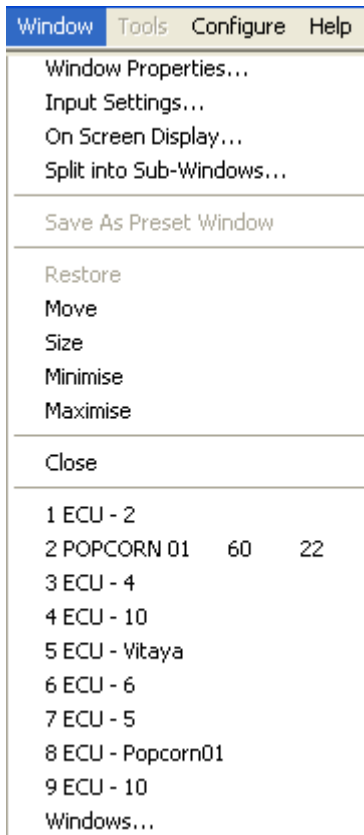 Window Tools Configure Help
Window Properties...
Input Settings...
On Screen Display...
Split into Sub-Windows...
Save As Preset Window
Restore
Move
Size
Minimise
Maximise
Close
1 ECU - 2
2 POPCORN 01 60 22
3 ECU - 4
4 ECU - 10
5 ECU - Vitaya
6 ECU - 6
7 ECU - 5
8 ECU - Popcorn01
9 ECU - 10
Windows...